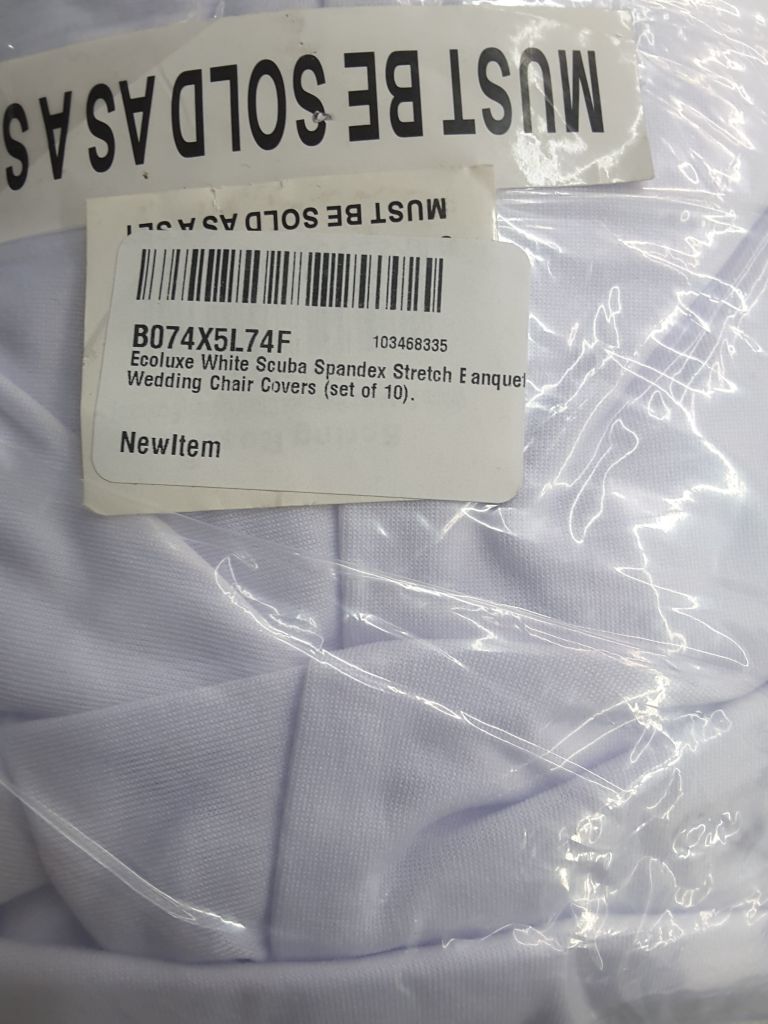 MUST BE SOLD AS A S
MUST BE SOLD AS A SET
B074X5L74F
103468335
Ecoluxe White Scuba Spandex Stretch Banquet
Wedding Chair Covers (set of 10).
NewItem